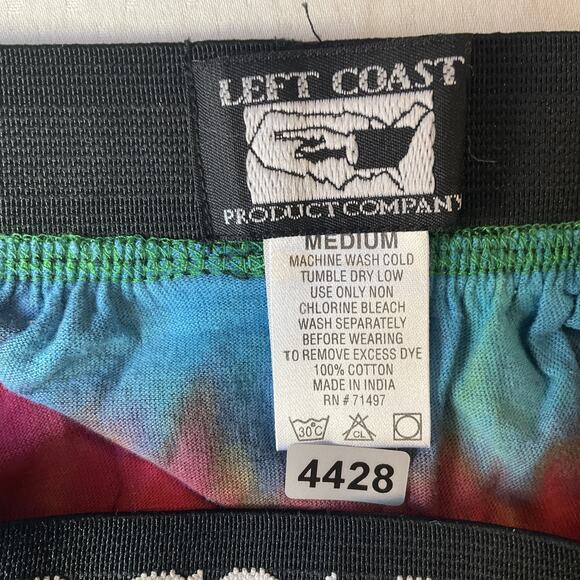 LEFT COAST
PRODUCT COMPANY
MEDIUM
MACHINE WASH COLD
TUMBLE DRY LOW
USE ONLY NON
CHLORINE BLEACH
WASH SEPARATELY
BEFORE WEARING
TO REMOVE EXCESS DYE
100% COTTON
MADE IN INDIA
RN # 71497
30°C CL
4428